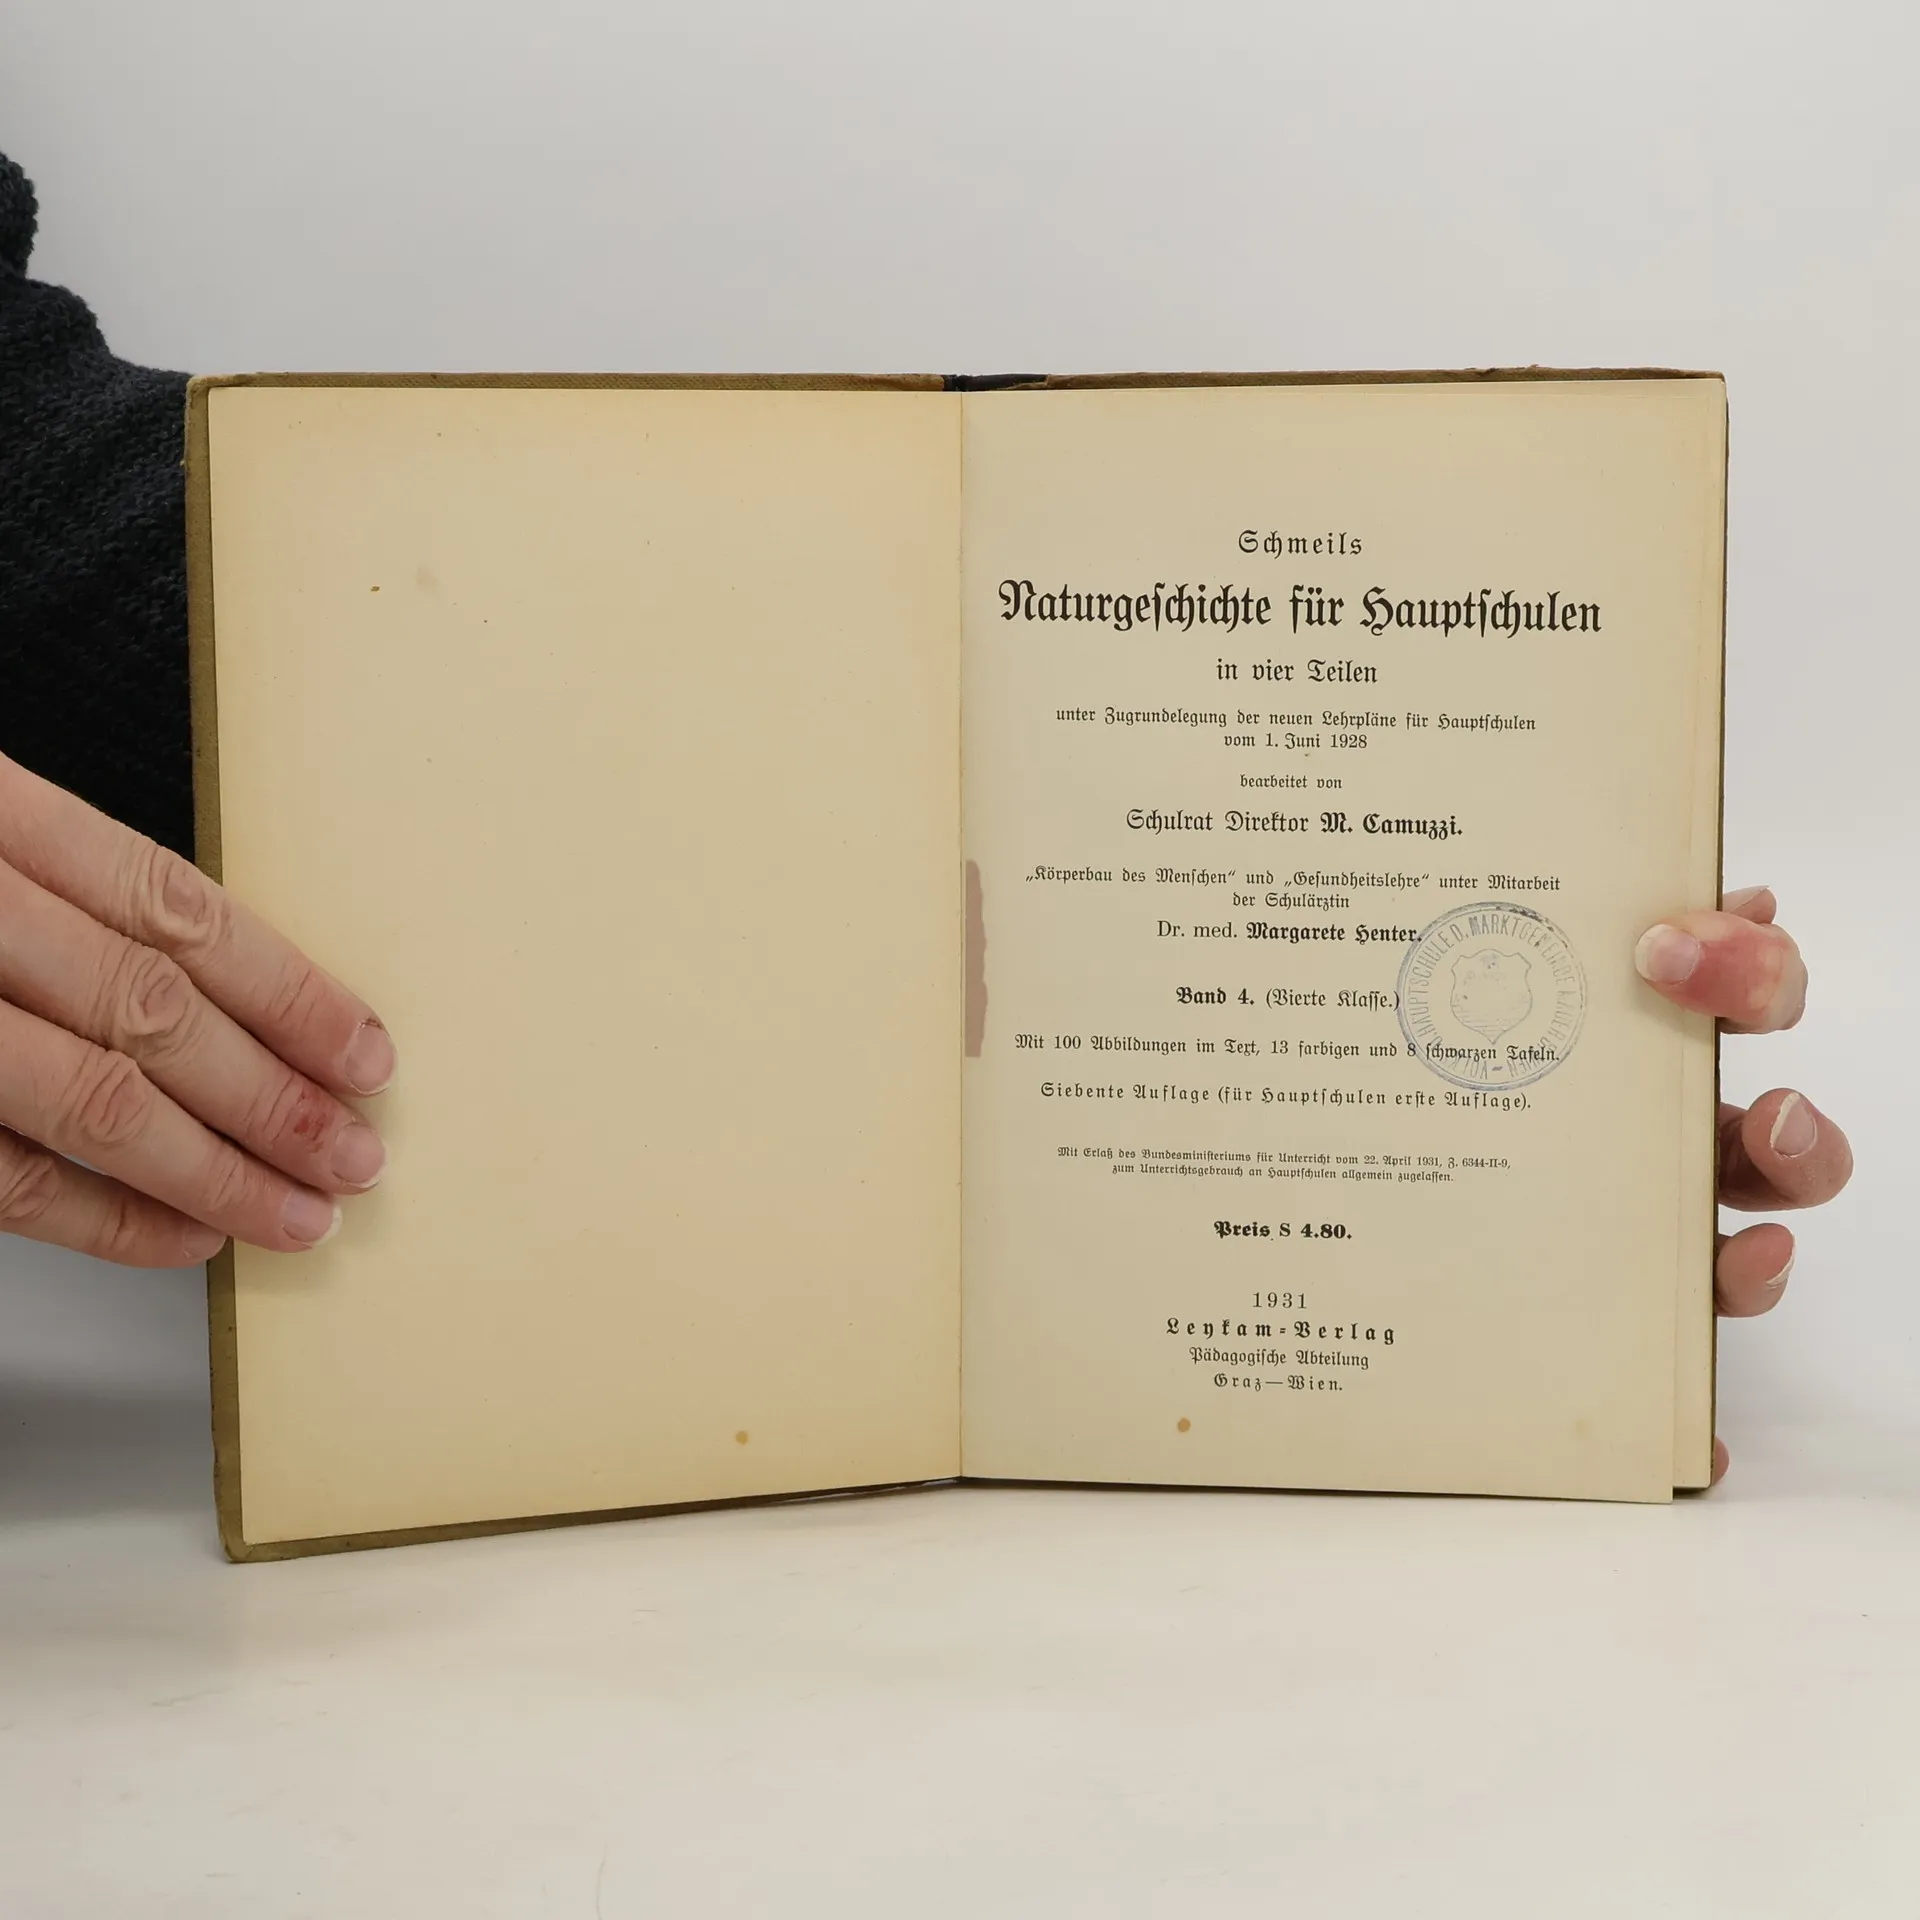 Schmeils
Naturgeschichte für Hauptschulen
in vier Teilen
unter Zugrundelegung der neuen Lehrpläne für Hauptschulen
vom 1. Juni 1928
bearbeitet von
Schulrat Direktor M. Camuzzi.
„Körperbau des Menschen“ und „Gesundheitslehre“ unter Mitarbeit
der Schulärztin
Dr. med. Margarete Henter.
Band 4. (Vierte Klasse.)
Mit 100 Abbildungen im Text, 13 farbigen und 8 schwarzen Tafeln.
Siebente Auflage (für Hauptschulen erste Auflage).
Mit Erlaß des Bundesministeriums für Unterricht vom 22. April 1931, Z. 6344-II-9,
zum Unterrichtsgebrauch an Hauptschulen allgemein zugelassen.
Preis S 4.80.
1931
Leykam-Verlag
Pädagogische Abteilung
Graz—Wien.
HAUPTSCHULE D. MARKTGEMEINDE